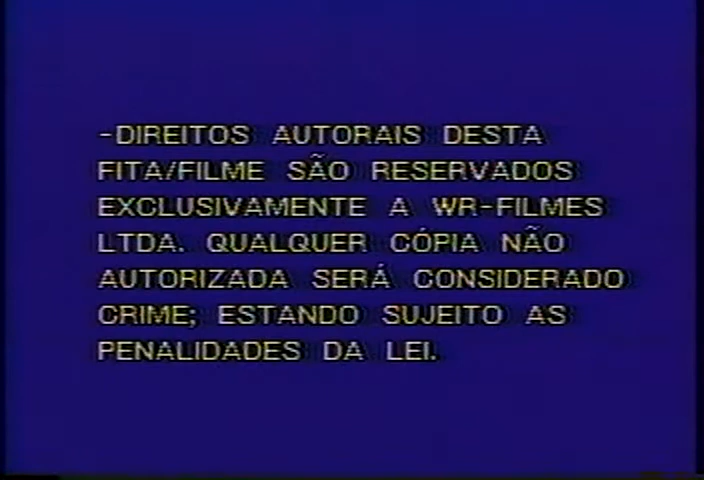 -DIREITOS AUTORAIS DESTA
FITA/FILME SÃO RESERVADOS
EXCLUSIVAMENTE A WR-FILMES
LTDA. QUALQUER CÓPIA NÃO
AUTORIZADA SERÁ CONSIDERADO
CRIME; ESTANDO SUJEITO AS
PENALIDADES DA LEI.